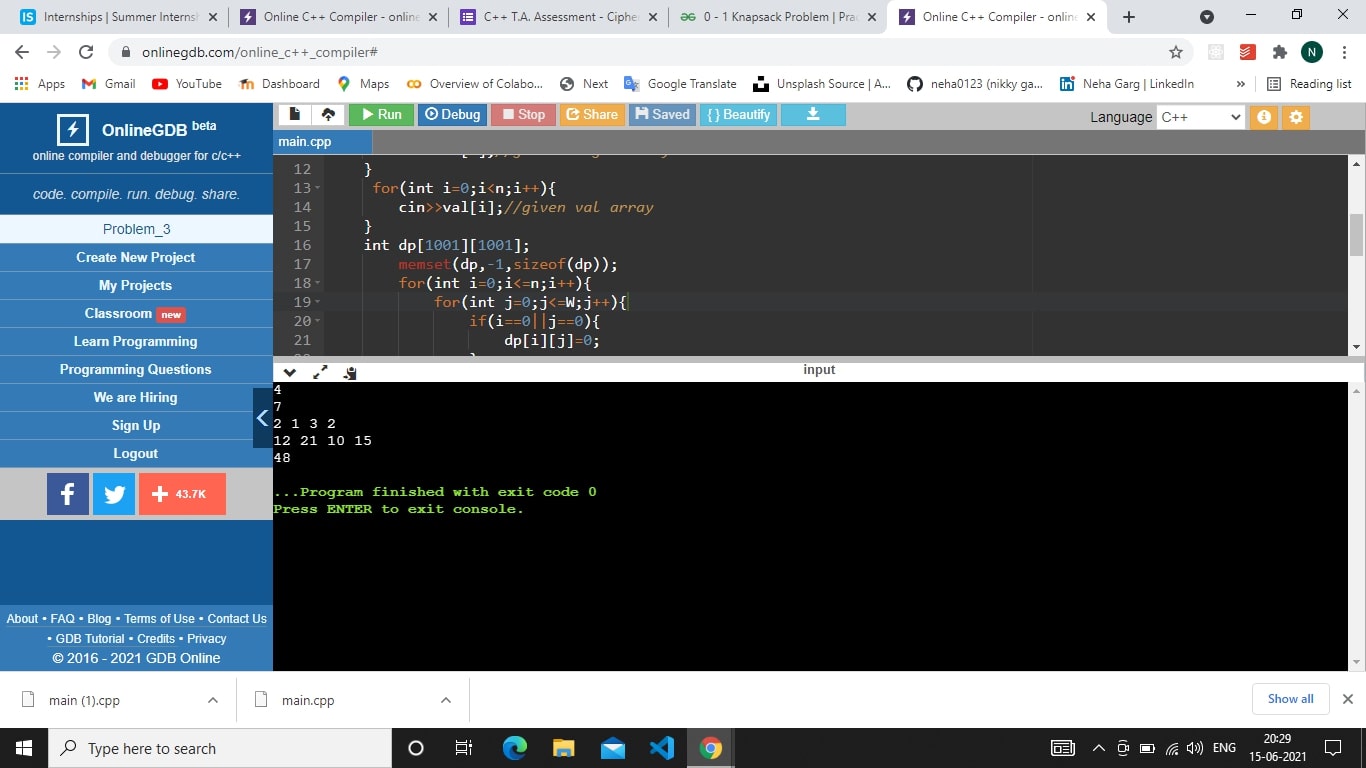 Internships | Summer Internsh
Online C++ Compiler - online
C++ T.A. Assessment - Cipher
0 - 1 Knapsack Problem | Prac
Online C++ Compiler - online
onlinegdb.com/online_c++_compiler#
N
Apps
Gmail
YouTube
Dashboard
Maps
Overview of Colabo...
Next
Google Translate
Unsplash Source | A...
neha0123 (nikky ga...
Neha Garg | LinkedIn
»
Reading list
OnlineGDB beta
online compiler and debugger for c/c++
code. compile. run. debug. share.
Problem_3
Create New Project
My Projects
Classroom new
Learn Programming
Programming Questions
We are Hiring
Sign Up
Logout
43.7K
About • FAQ • Blog • Terms of Use • Contact Us
• GDB Tutorial • Credits • Privacy
© 2016 - 2021 GDB Online
Run
Debug
Stop
Share
Saved
{ } Beautify
Language C++
main.cpp
12 }
13 for(int i=0;i<n;i++){
14 cin>>val[i];//given val array
15 }
16 int dp[1001][1001];
17 memset(dp,-1,sizeof(dp));
18 for(int i=0;i<=n;i++){
19 for(int j=0;j<=W;j++){
20 if(i==0||j==0){
21 dp[i][j]=0;
input
4
7
2 1 3 2
12 21 10 15
48
...Program finished with exit code 0
Press ENTER to exit console.
main (1).cpp
main.cpp
Show all
Type here to search
ENG
20:29
15-06-2021